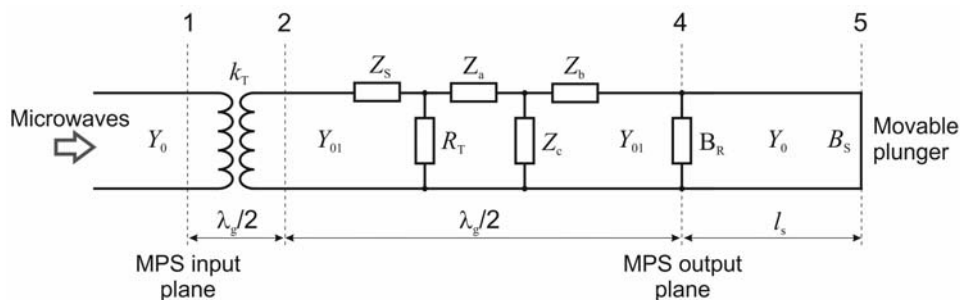 1 2 4 5
k_T Z_S Z_a Z_b
Microwaves Y_0 Y_01 R_T Z_c Y_01 B_R Y_0 B_S Movable
plunger
λ_g/2 λ_g/2 l_s
MPS input MPS output
plane plane